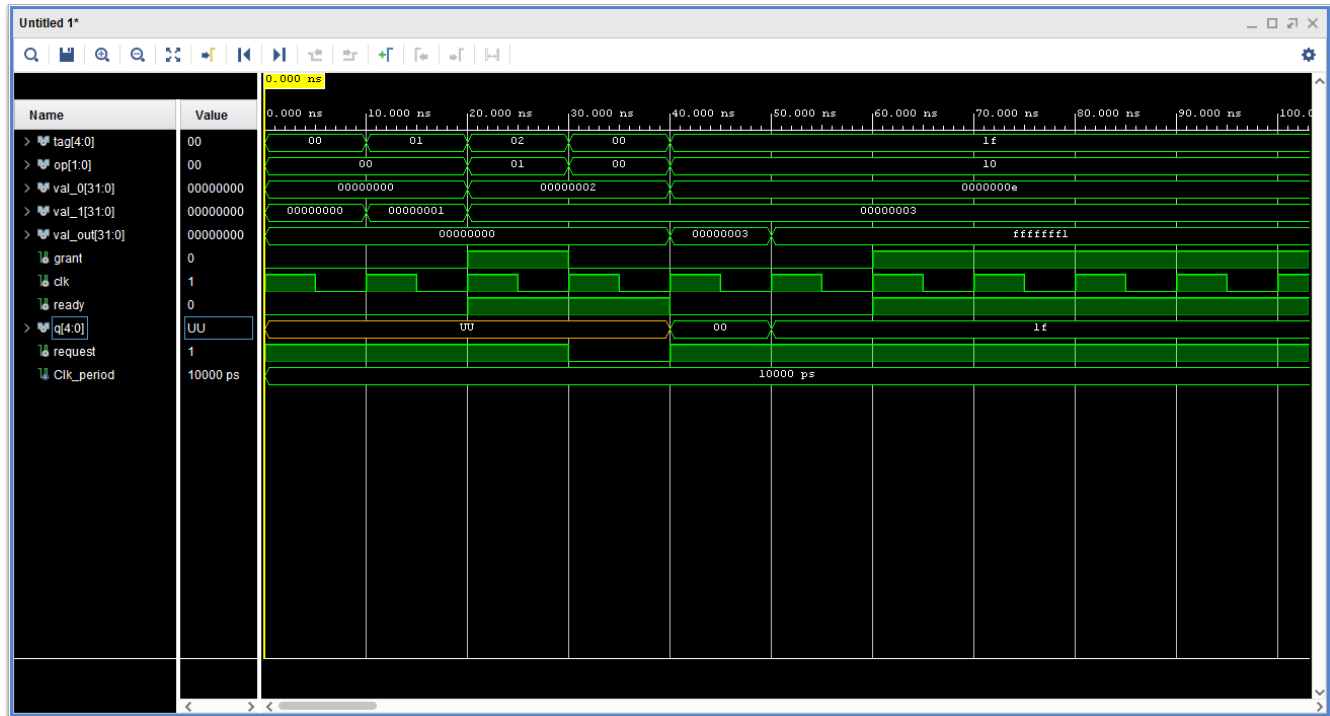 Untitled 1*
0.000 ns
Name Value 0.000 ns 10.000 ns 20.000 ns 30.000 ns 40.000 ns 50.000 ns 60.000 ns 70.000 ns 80.000 ns 90.000 ns 100.0
tag[4:0] 00 00 01 02 00 1f
op[1:0] 00 00 01 00 10
val_0[31:0] 00000000 00000000 00000002 0000000e
val_1[31:0] 00000000 00000000 00000001 00000003
val_out[31:0] 00000000 00000000 00000003 fffffff1
grant 0
clk 1
ready 0
q[4:0] UU UU 00 1f
request 1
Clk_period 10000 ps 10000 ps